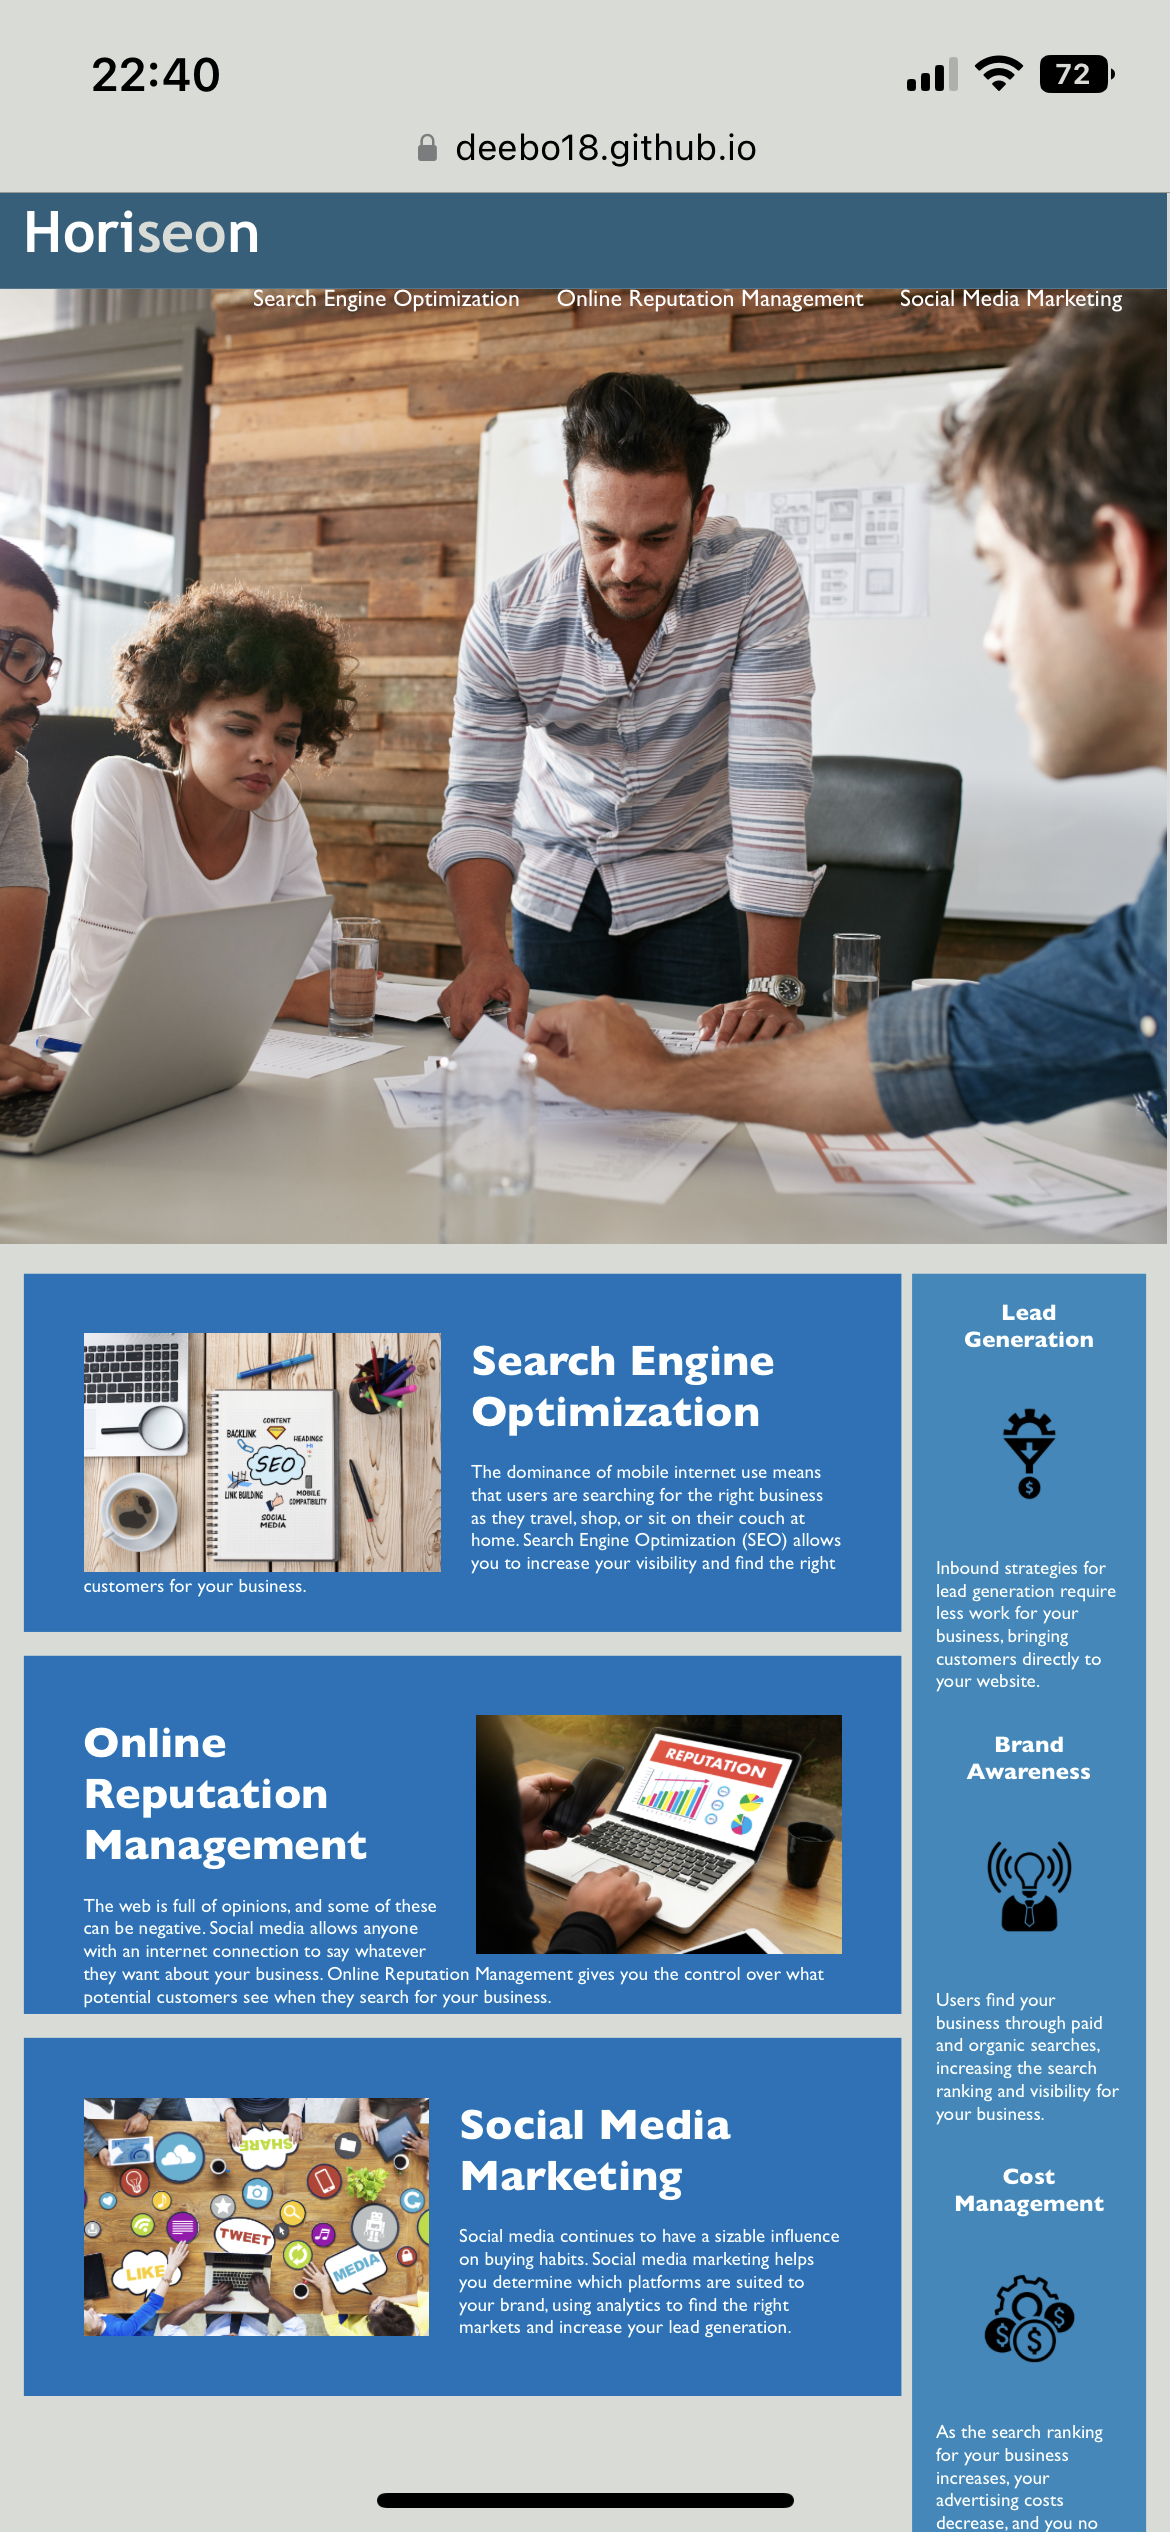 22:40
72
deebo18.github.io
Horiseon
Search Engine Optimization Online Reputation Management Social Media Marketing
CONTENT
BACKLINK
HEADINGS
SEO
LINK BUILDING
MOBILE
COMPATIBILITY
SOCIAL
MEDIA
Search Engine
Optimization
The dominance of mobile internet use means
that users are searching for the right business
as they travel, shop, or sit on their couch at
home. Search Engine Optimization (SEO) allows
you to increase your visibility and find the right
customers for your business.
Online
Reputation
Management
The web is full of opinions, and some of these
can be negative. Social media allows anyone
with an internet connection to say whatever
they want about your business. Online Reputation Management gives you the control over what
potential customers see when they search for your business.
REPUTATION
SHARE
TWEET
LIKE
MEDIA
Social Media
Marketing
Social media continues to have a sizable influence
on buying habits. Social media marketing helps
you determine which platforms are suited to
your brand, using analytics to find the right
markets and increase your lead generation.
Lead
Generation
$
Inbound strategies for
lead generation require
less work for your
business, bringing
customers directly to
your website.
Brand
Awareness
Users find your
business through paid
and organic searches,
increasing the search
ranking and visibility for
your business.
Cost
Management
$
$
$
As the search ranking
for your business
increases, your
advertising costs
decrease, and you no